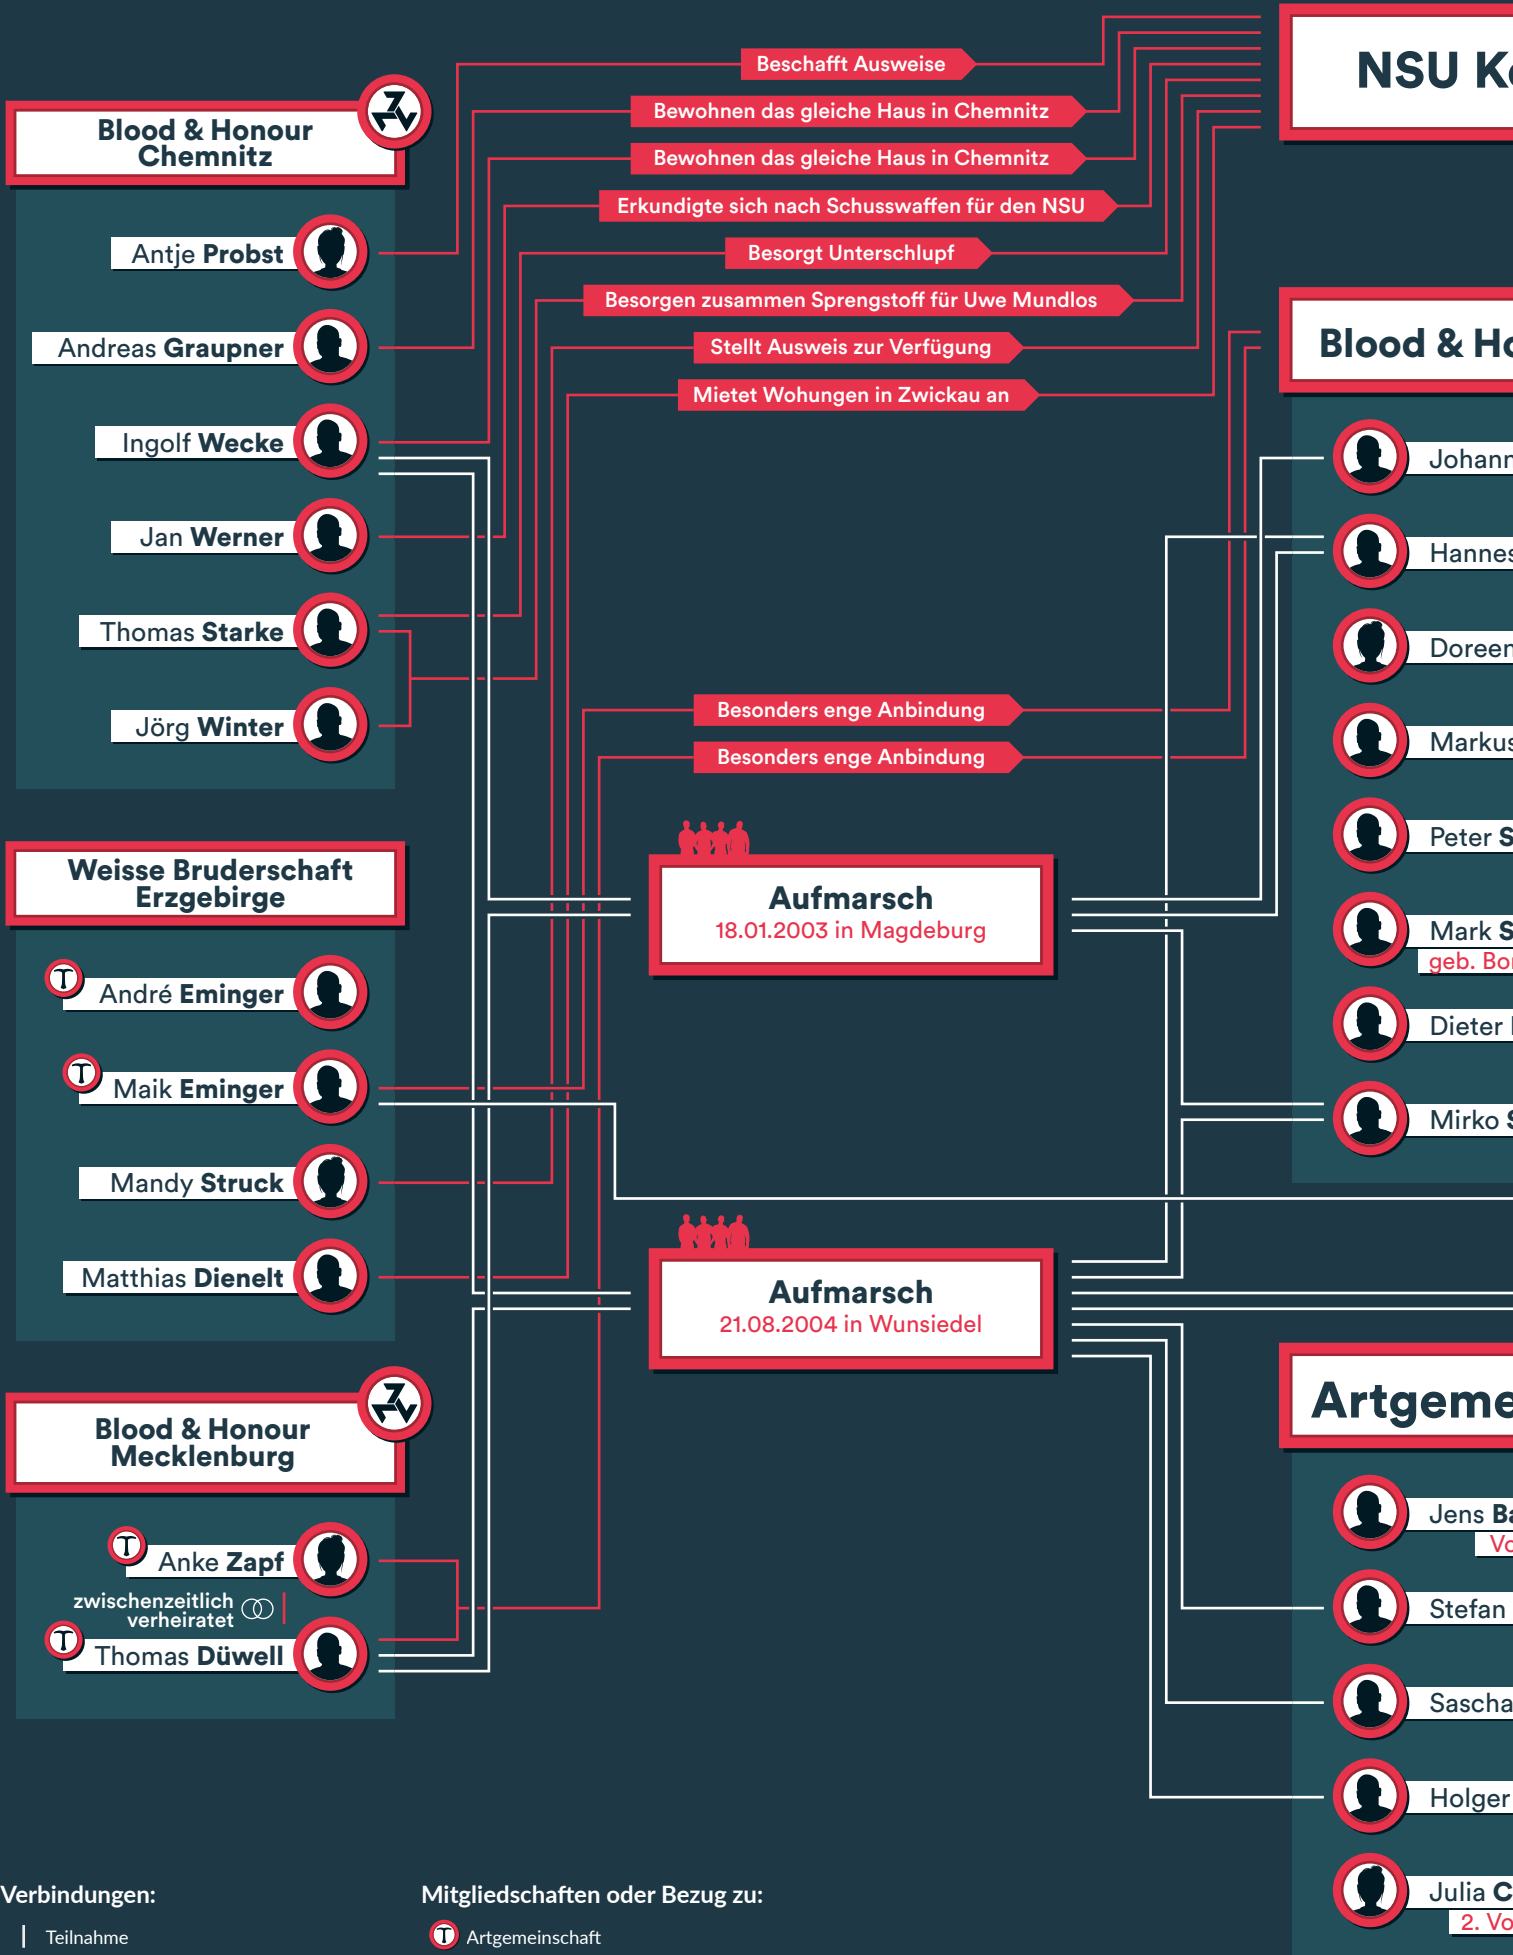 NSU
Beschafft Ausweise
Bewohnen das gleiche Haus in Chemnitz
Bewohnen das gleiche Haus in Chemnitz
Erkundigte sich nach Schusswaffen für den NSU
Besorgt Unterschlupf
Besorgen zusammen Sprengstoff für Uwe Mundlos
Stellt Ausweis zur Verfügung
Mietet Wohungen in Zwickau an
Besonders enge Anbindung
Besonders enge Anbindung
Blood & Honour
Chemnitz
Antje Probst
Andreas Graupner
Ingolf Wecke
Jan Werner
Thomas Starke
Jörg Winter
Weisse Bruderschaft
Erzgebirge
André Eminger
Maik Eminger
Mandy Struck
Matthias Dienelt
Blood & Honour
Mecklenburg
Anke Zapf
zwischenzeitlich
verheiratet
Thomas Düwell
Aufmarsch
18.01.2003 in Magdeburg
Aufmarsch
21.08.2004 in Wunsiedel
Blood &
Hannes
Doreen
Markus
Peter
Mark
geb.
Dieter
Mirko
Jens
Stefan
Sascha
Holger
Julia
2.
Verbindungen:
Teilnahme
Mitgliedschaften oder Bezug zu:
Artgemeinschaft